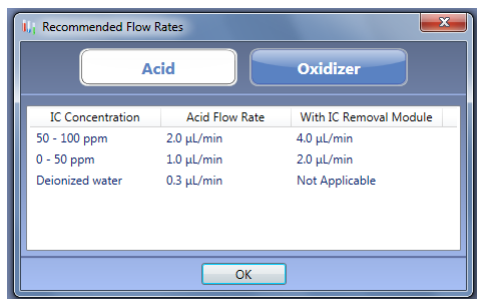 Recommended Flow Rates
Acid Oxidizer
IC Concentration Acid Flow Rate With IC Removal Module
50 - 100 ppm 2.0 µL/min 4.0 µL/min
0 - 50 ppm 1.0 µL/min 2.0 µL/min
Deionized water 0.3 µL/min Not Applicable
OK